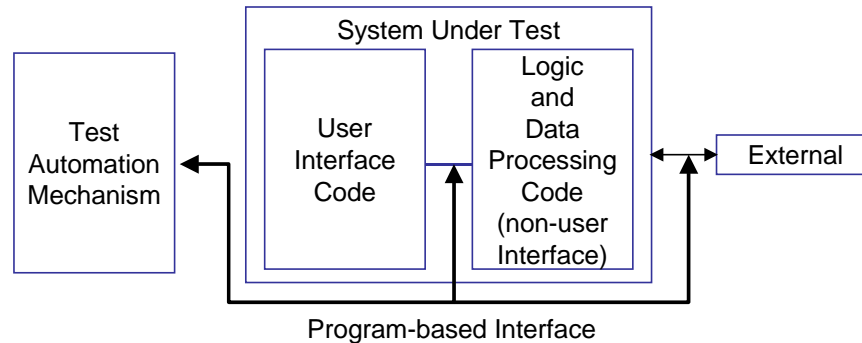 System Under Test
Test
Automation
Mechanism
User
Interface
Code
Logic
and
Data
Processing
Code
(non-user
Interface)
External
Program-based Interface